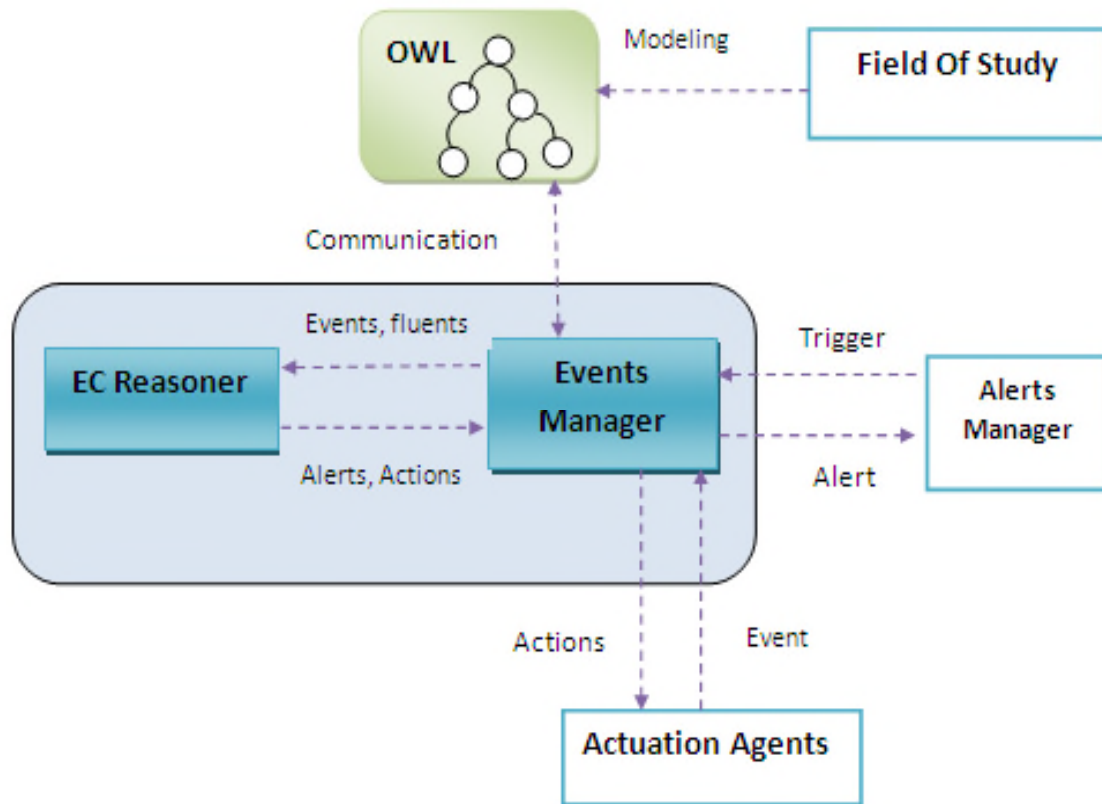 OWL
Modeling
Field Of Study
Communication
Events, fluents
EC Reasoner
Alerts, Actions
Events
Manager
Trigger
Alerts
Manager
Alert
Actions
Event
Actuation Agents